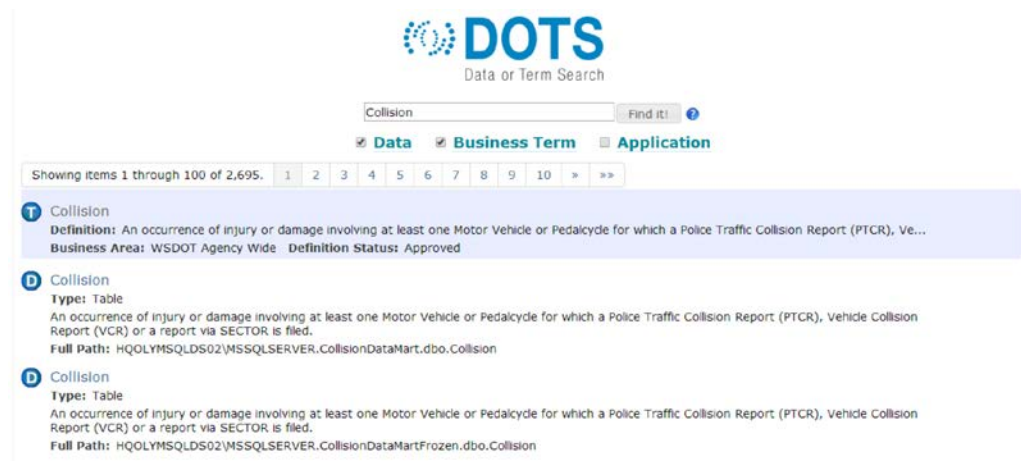 DOTS
Data or Term Search
Collision Find it! ?
Data Business Term Application
Showing items 1 through 100 of 2,695. 1 2 3 4 5 6 7 8 9 10 » »»
T Collision
Definition: An occurrence of injury or damage involving at least one Motor Vehicle or Pedalcycle for which a Police Traffic Collision Report (PTCR), Ve...
Business Area: WSDOT Agency Wide Definition Status: Approved
D Collision
Type: Table
An occurrence of injury or damage involving at least one Motor Vehicle or Pedalcycle for which a Police Traffic Collision Report (PTCR), Vehicle Collision
Report (VCR) or a report via SECTOR is filed.
Full Path: HQOLYMSQLDS02\MSSQLSERVER.CollisionDataMart.dbo.Collision
D Collision
Type: Table
An occurrence of injury or damage involving at least one Motor Vehicle or Pedalcycle for which a Police Traffic Collision Report (PTCR), Vehicle Collision
Report (VCR) or a report via SECTOR is filed.
Full Path: HQOLYMSQLDS02\MSSQLSERVER.CollisionDataMartFrozen.dbo.Collision